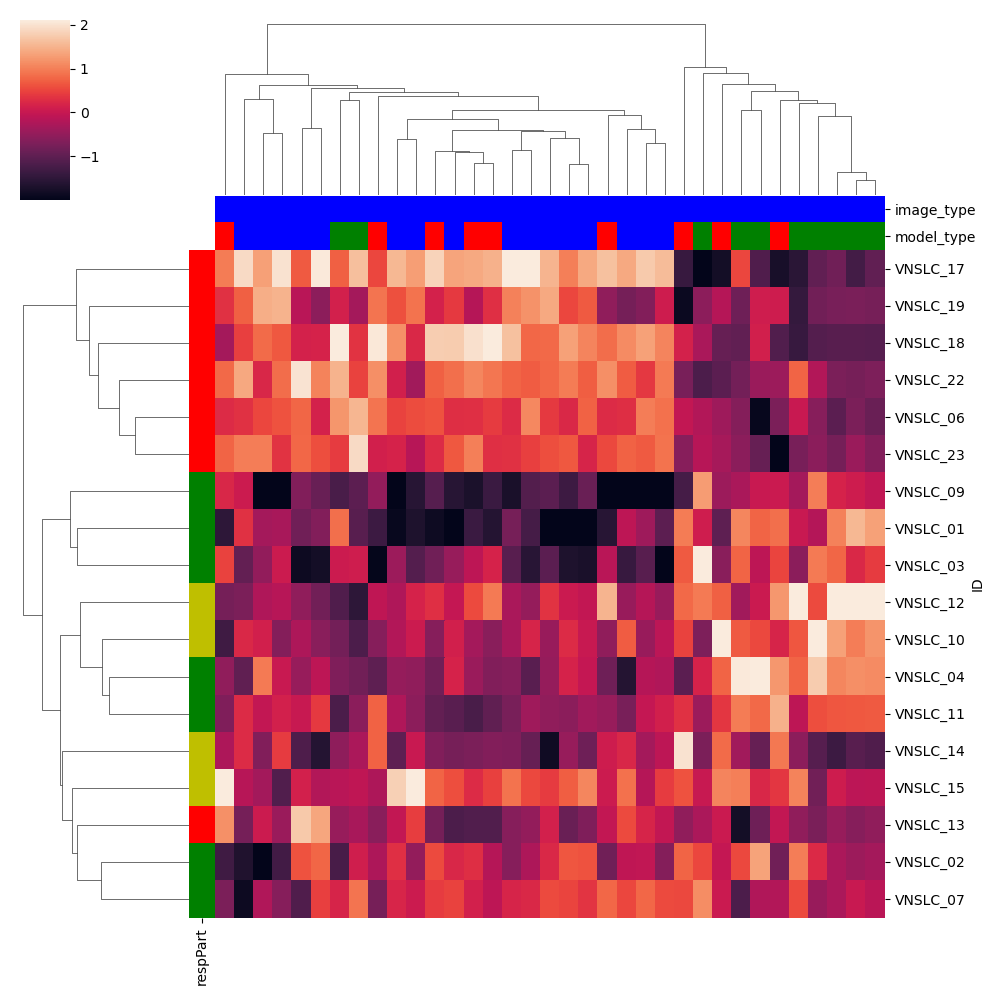 2
1
0
−1
image_type
model_type
VNSLC_17
VNSLC_19
VNSLC_18
VNSLC_22
VNSLC_06
VNSLC_23
VNSLC_09
VNSLC_01
VNSLC_03
VNSLC_12
VNSLC_10
VNSLC_04
VNSLC_11
VNSLC_14
VNSLC_15
VNSLC_13
VNSLC_02
VNSLC_07
ID
respPart